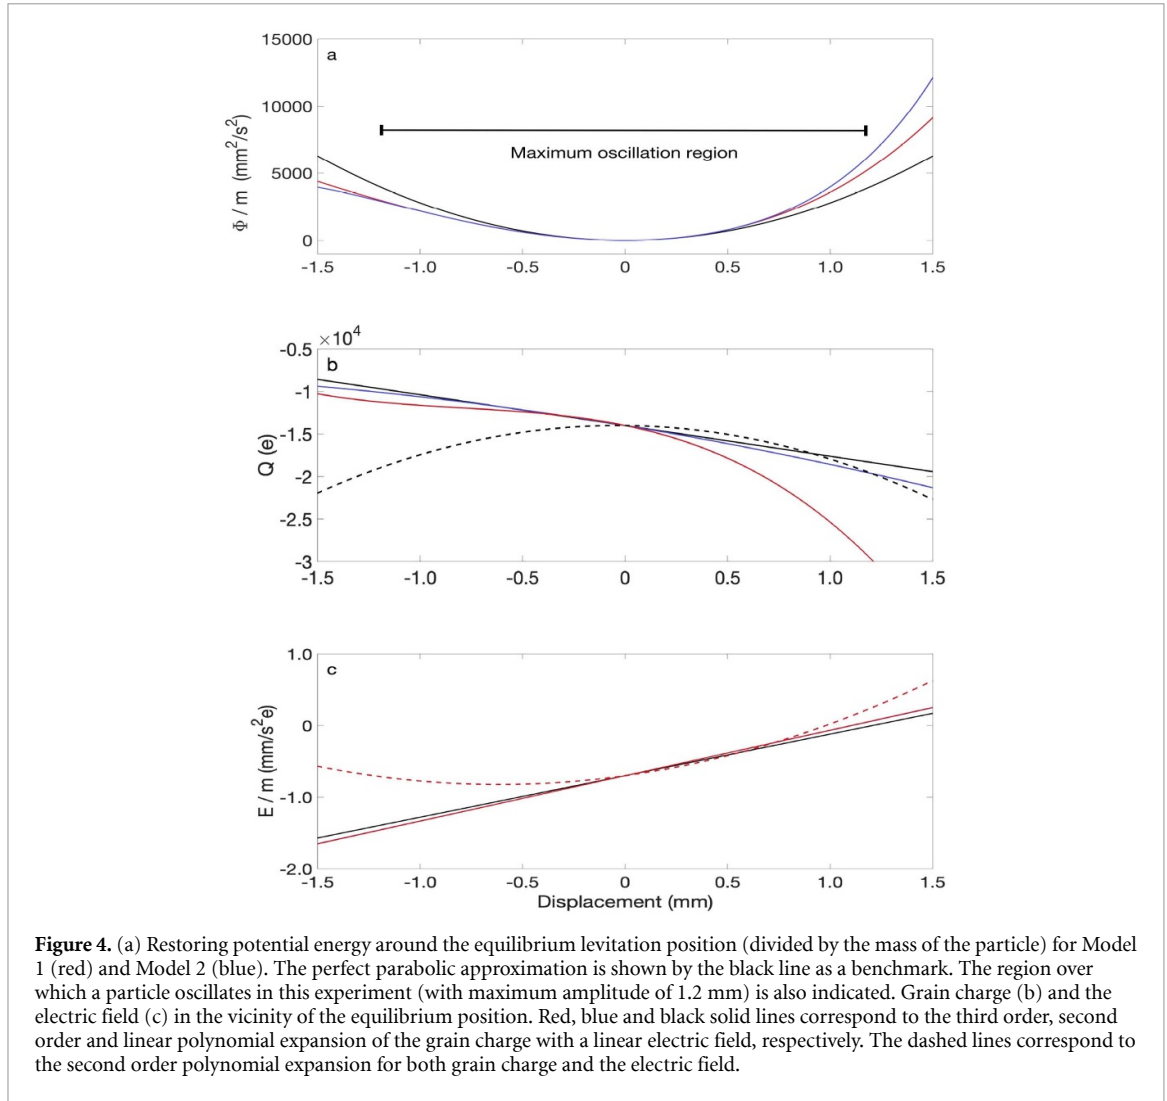 15000
a
10000
Φ / m (mm²/s²)
Maximum oscillation region
5000
0
-1.5 -1.0 -0.5 0 0.5 1.0 1.5
-0.5 ×10⁴
b
-1
Q (e)
-1.5
-2
-2.5
-3
-1.5 -1.0 -0.5 0 0.5 1.0 1.5
1.0
c
0
E / m (mm/s²e)
-1.0
-2.0
-1.5 -1.0 -0.5 0 0.5 1.0 1.5
Displacement (mm)
Figure 4. (a) Restoring potential energy around the equilibrium levitation position (divided by the mass of the particle) for Model
1 (red) and Model 2 (blue). The perfect parabolic approximation is shown by the black line as a benchmark. The region over
which a particle oscillates in this experiment (with maximum amplitude of 1.2 mm) is also indicated. Grain charge (b) and the
electric field (c) in the vicinity of the equilibrium position. Red, blue and black solid lines correspond to the third order, second
order and linear polynomial expansion of the grain charge with a linear electric field, respectively. The dashed lines correspond to
the second order polynomial expansion for both grain charge and the electric field.